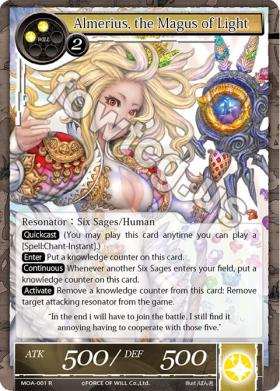 Almerius, the Magus of Light
WILL
2
TOWTCG.US
Resonator : Six Sages/Human
Quickcast (You may play this card anytime you can play a
[Spell:Chant-Instant].)
Enter Put a knowledge counter on this card.
Continuous Whenever another Six Sages enters your field, put a
knowledge counter on this card.
Activate Remove a knowledge counter from this card: Remove
target attacking resonator from the game.
"In the end i will have to join the battle, I still find it
annoying having to cooperate with those five."
ATK 500 / DEF 500
MOA-001 R ©FORCE OF WILL Co.,Ltd.